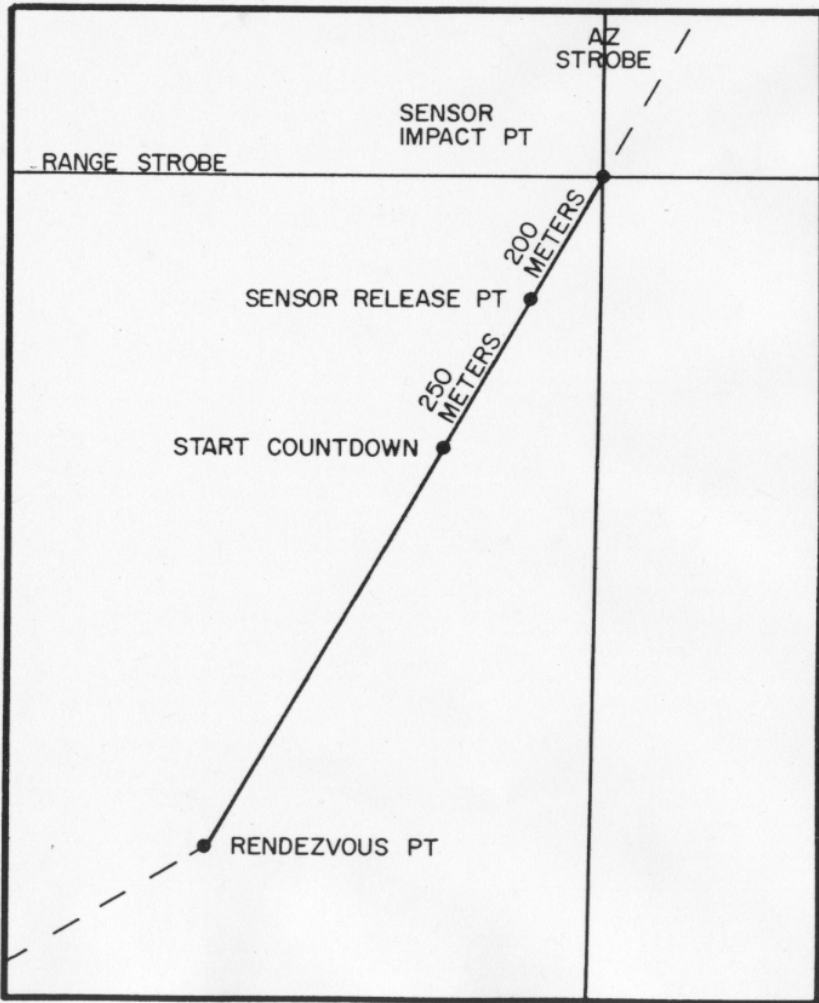 AZ
STROBE
SENSOR
IMPACT PT
RANGE STROBE
200
METERS
SENSOR RELEASE PT
250
METERS
START COUNTDOWN
RENDEZVOUS PT